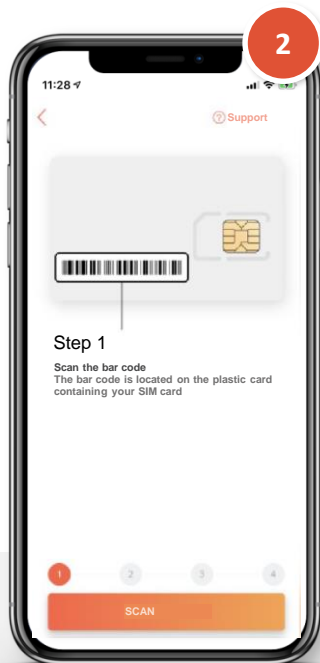 2
11:28
Support
Step 1
Scan the bar code
The bar code is located on the plastic card
containing your SIM card
1 2 3 4
SCAN